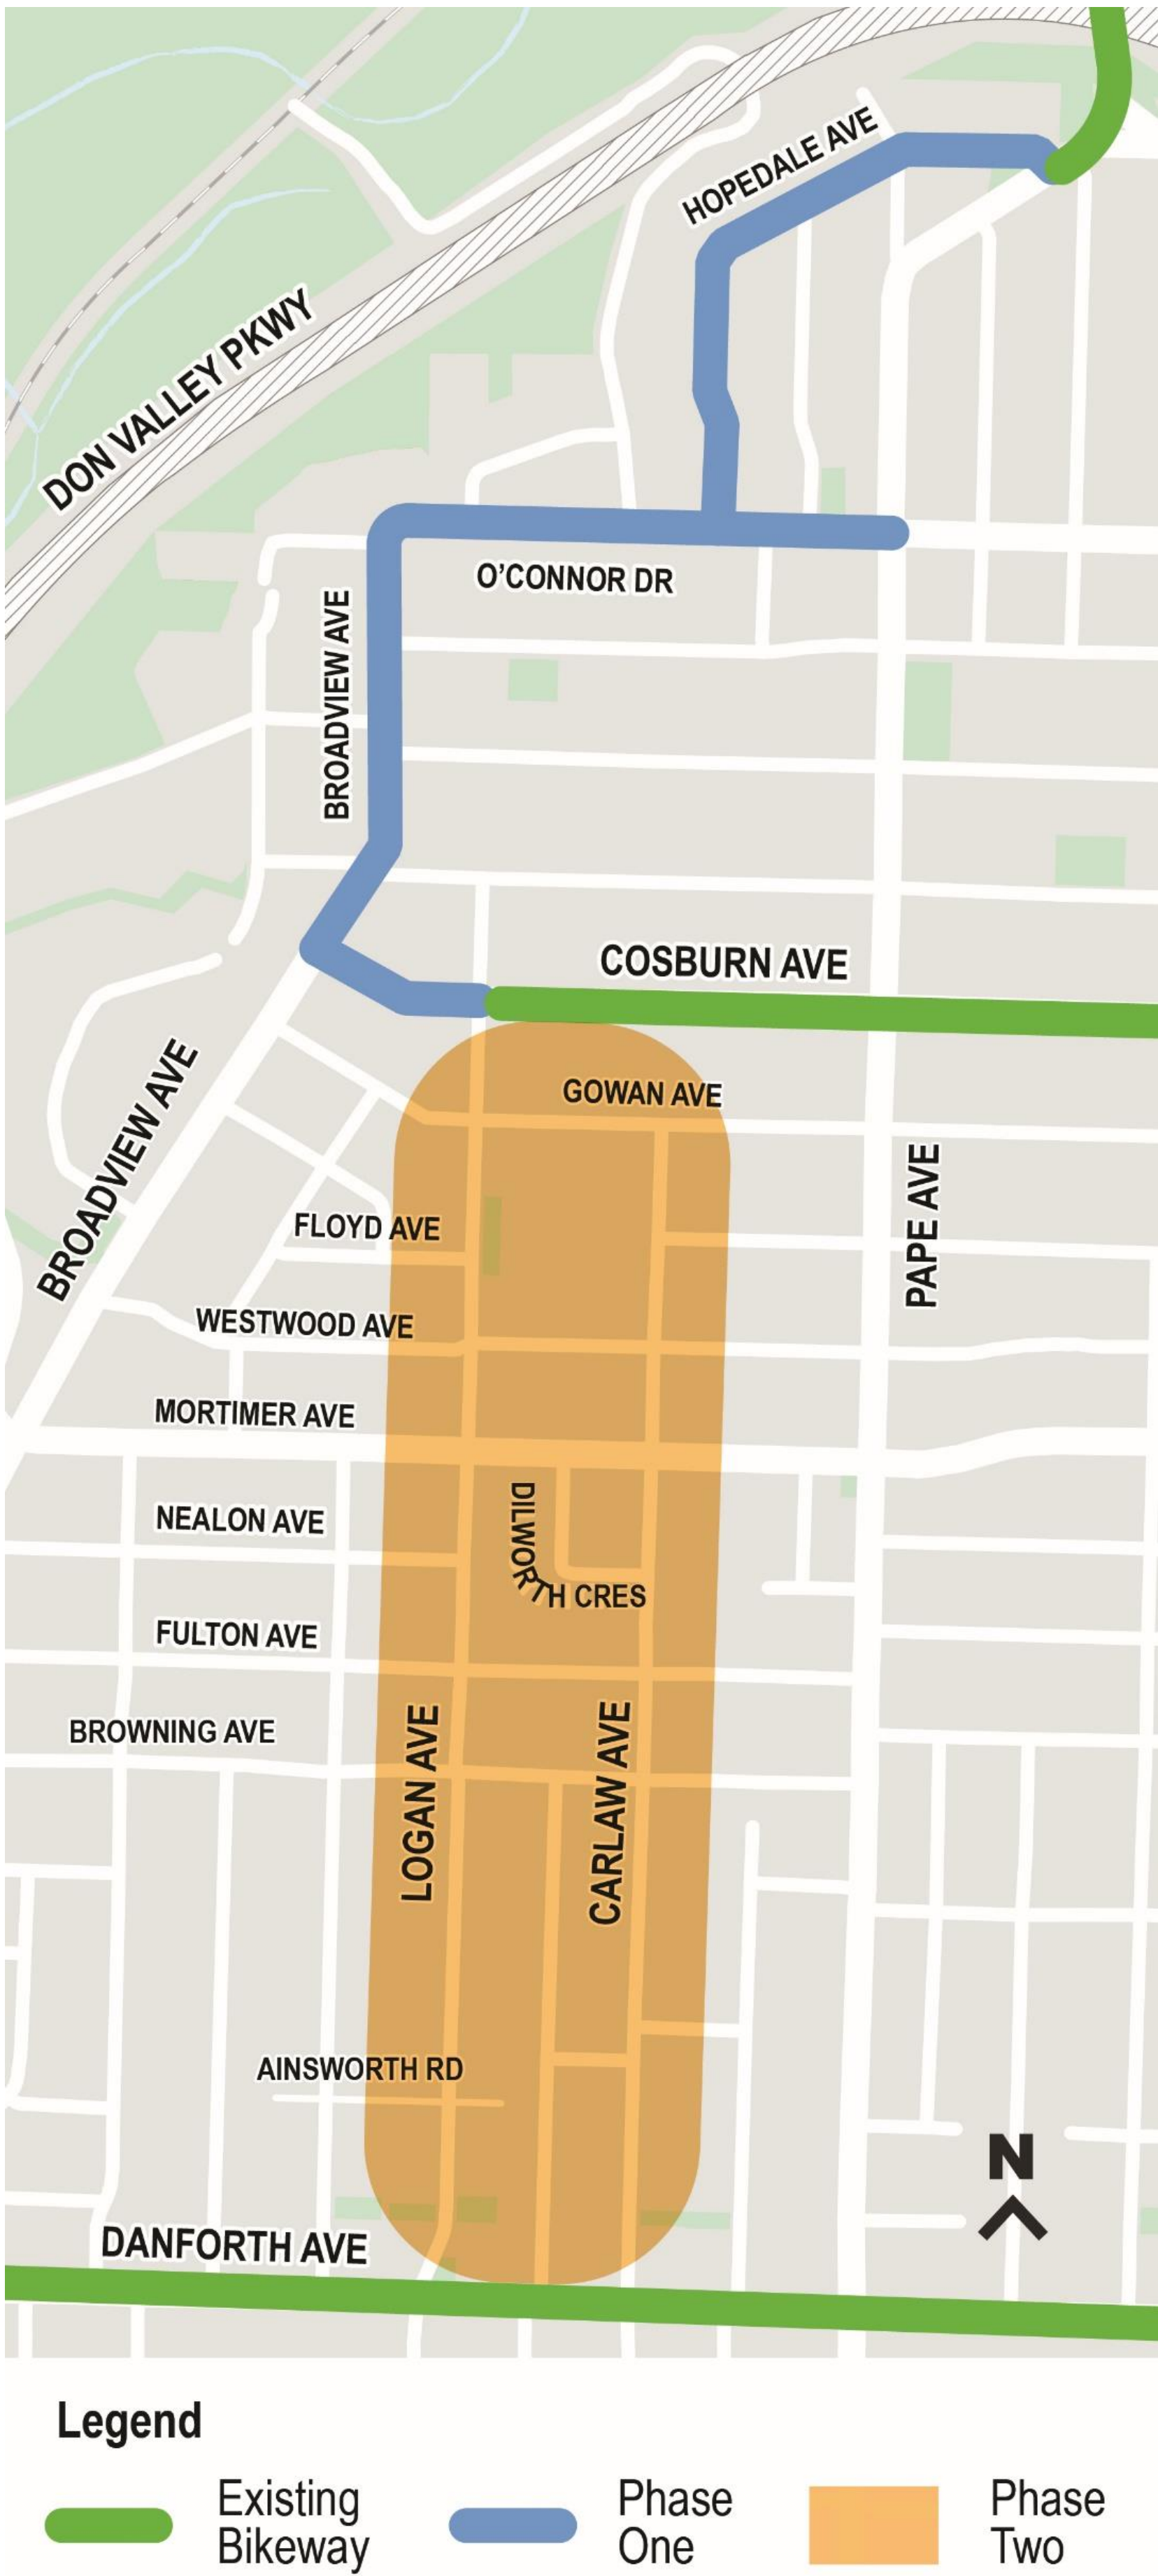 HOPEDALE AVE
DON VALLEY PKWY
O'CONNOR DR
BROADVIEW AVE
COSBURN AVE
BROADVIEW AVE
GOWAN AVE
PAPE AVE
FLOYD AVE
WESTWOOD AVE
MORTIMER AVE
DILWORTH CRES
NEALON AVE
FULTON AVE
BROWNING AVE
LOGAN AVE
CARLAW AVE
AINSWORTH RD
N
DANFORTH AVE
Legend
Existing
Bikeway
Phase
One
Phase
Two